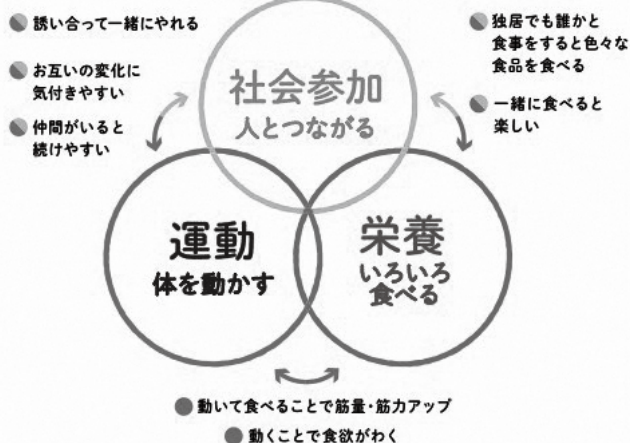 誘い合って一緒にやれる
お互いの変化に
気付きやすい
仲間がいると
続けやすい
社会参加
人とつながる
独居でも誰かと
食事をすると色々な
食品を食べる
一緒に食べると
楽しい
運動
体を動かす
栄養
いろいろ
食べる
動いて食べることで筋量・筋力アップ
動くことで食欲がわく